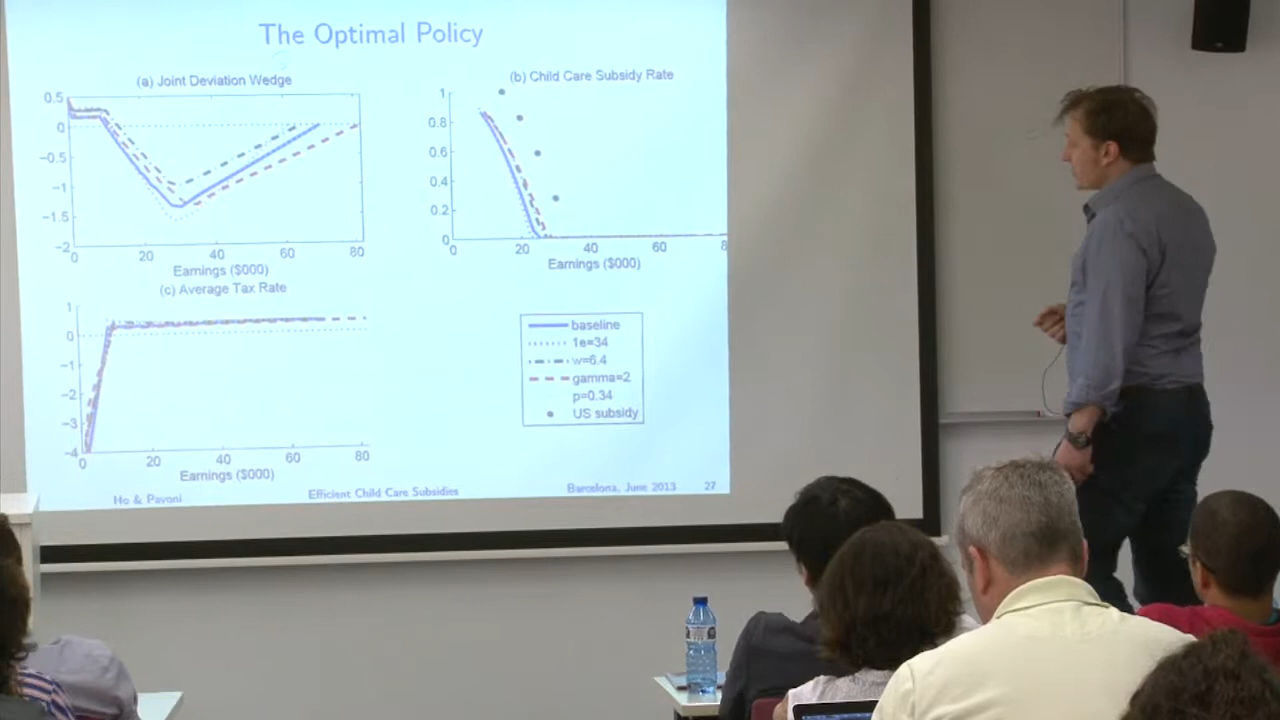 The Optimal Policy
(a) Joint Deviation Wedge
0.5
0
−0.5
−1
−1.5
−2
0 20 40 60 80
Earnings ($000)
(b) Child Care Subsidy Rate
1
0.8
0.6
0.4
0.2
0
0 20 40 60 8
Earnings ($000)
(c) Average Tax Rate
1
0
−1
−2
−3
−4
0 20 40 60 80
Earnings ($000)
baseline
1e=34
w=6.4
gamma=2
p=0.34
US subsidy
Ho & Pavoni Efficient Child Care Subsidies Barcelona, June 2013 27